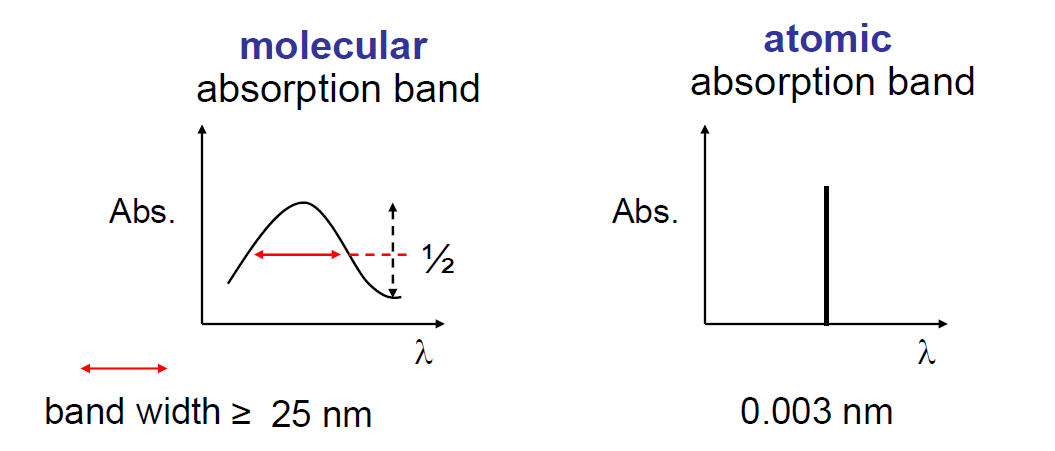 molecular
absorption band
Abs.
½
λ
band width ≥ 25 nm
atomic
absorption band
Abs.
λ
0.003 nm